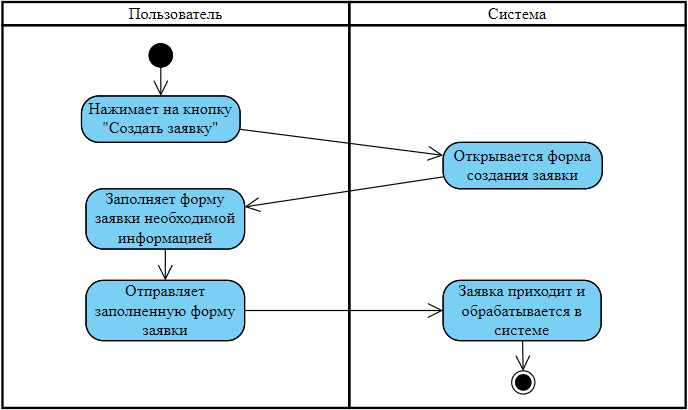 Пользователь
Система
Нажимает на кнопку
"Создать заявку"
Открывается форма
создания заявки
Заполняет форму
заявки необходимой
информацией
Отправляет
заполненную форму
заявки
Заявка приходит и
обрабатывается в
системе